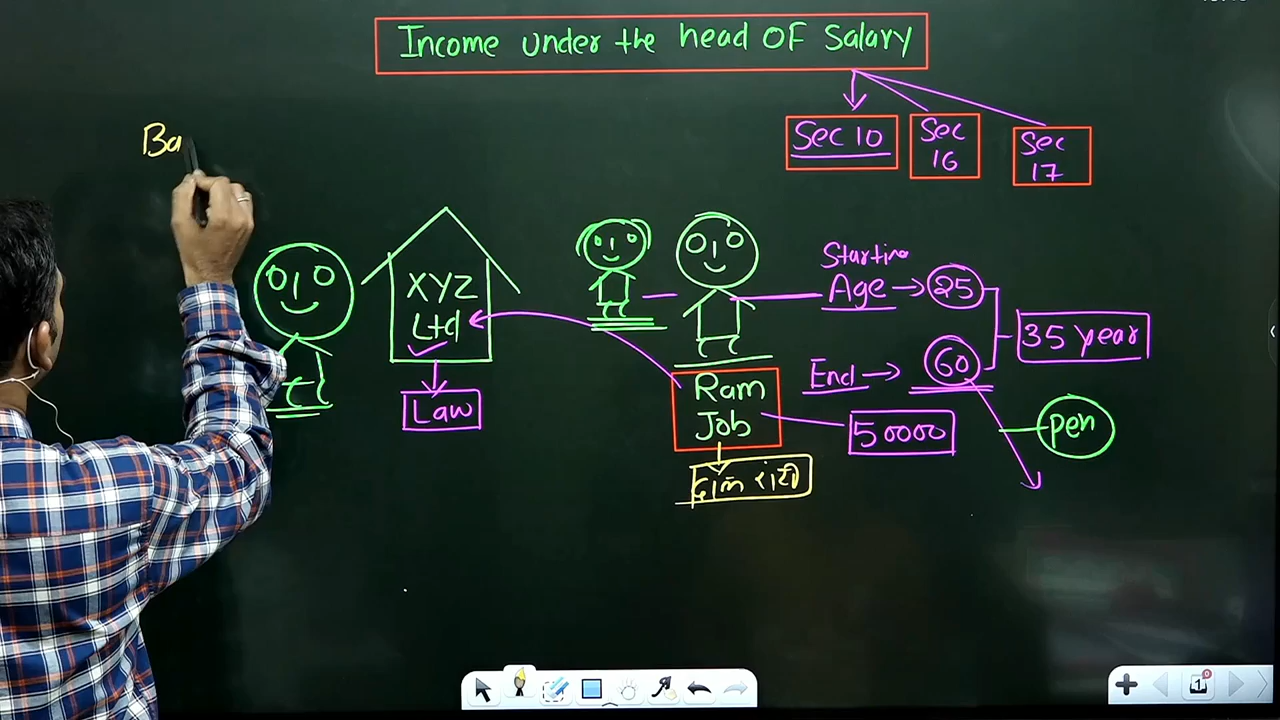 Income under the head OF Salary
Sec 10
Sec
16
Sec
17
Ba
XYZ
Ltd
Law
Starting
Age → 25
End → 60
35 year
Ram
Job
50000
pen
1